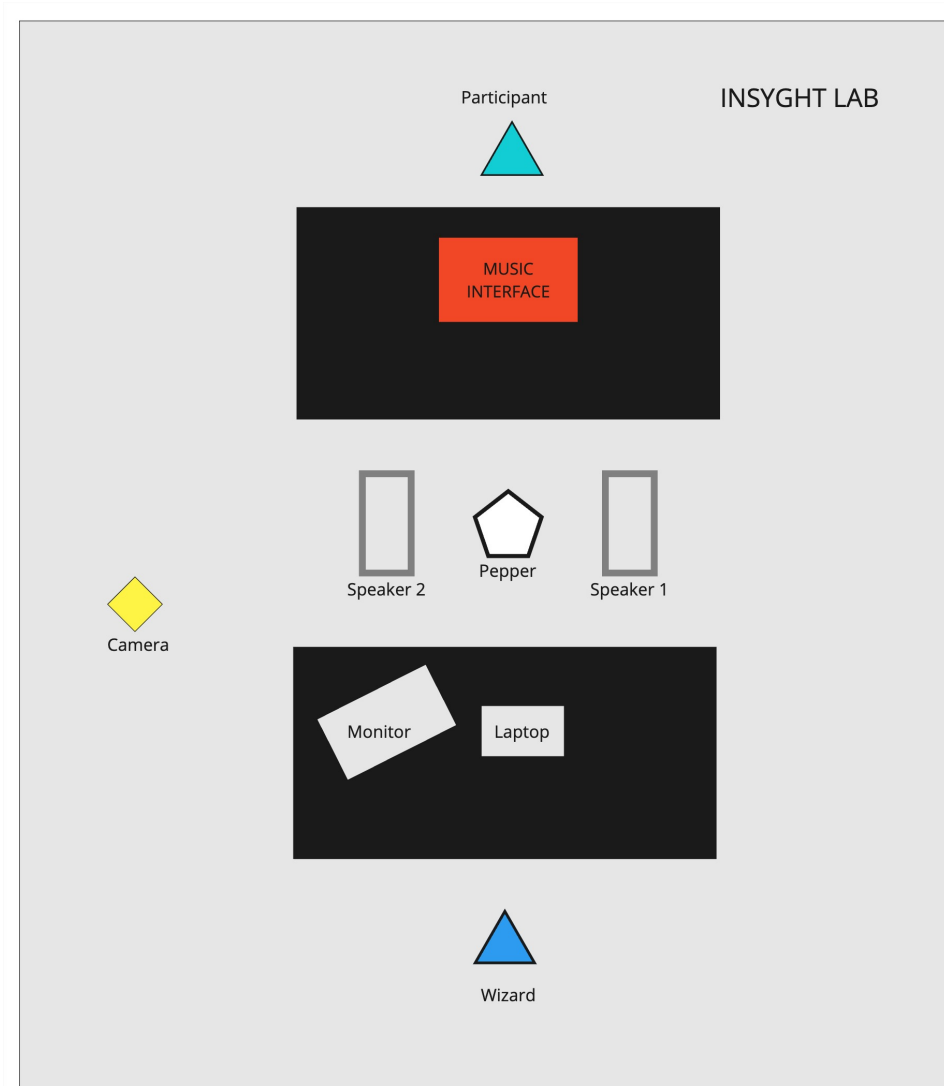 Participant
INSYGHT LAB
MUSIC
INTERFACE
Speaker 2
Pepper
Speaker 1
Camera
Monitor
Laptop
Wizard